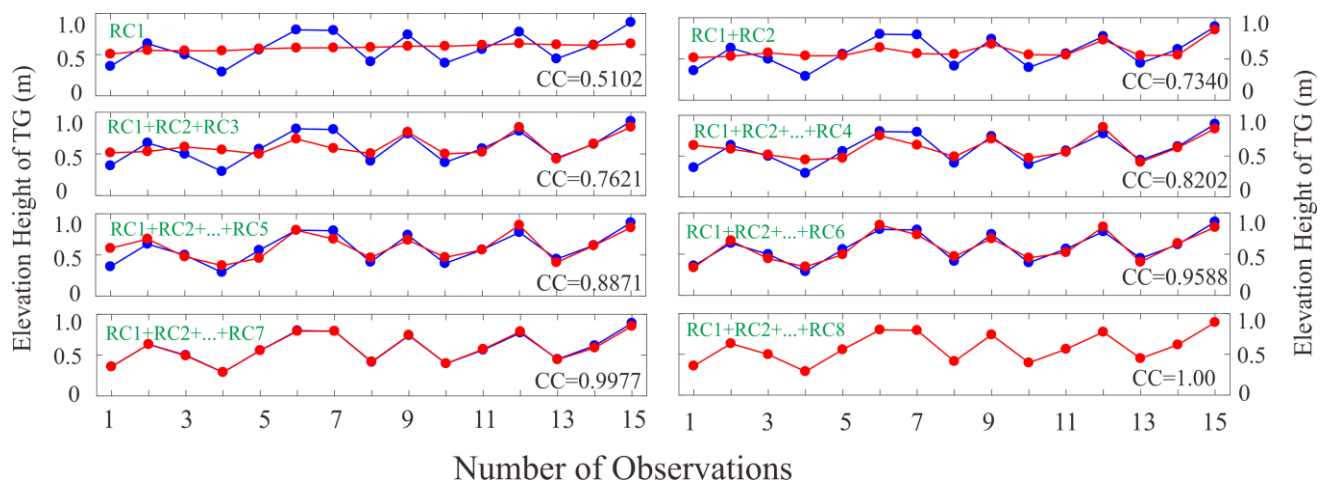 Elevation Height of TG (m)
RC1
1.0
0.5
0
CC=0.5102
RC1+RC2
1.0
0.5
0
CC=0.7340
RC1+RC2+RC3
1.0
0.5
0
CC=0.7621
RC1+RC2+...+RC4
1.0
0.5
0
CC=0.8202
RC1+RC2+...+RC5
1.0
0.5
0
CC=0.8871
RC1+RC2+...+RC6
1.0
0.5
0
CC=0.9588
RC1+RC2+...+RC7
1.0
0.5
0
CC=0.9977
RC1+RC2+...+RC8
1.0
0.5
0
CC=1.00
Elevation Height of TG (m)
1 3 5 6 7 9 11 13 15
1 3 5 6 7 9 11 13 15
Number of Observations